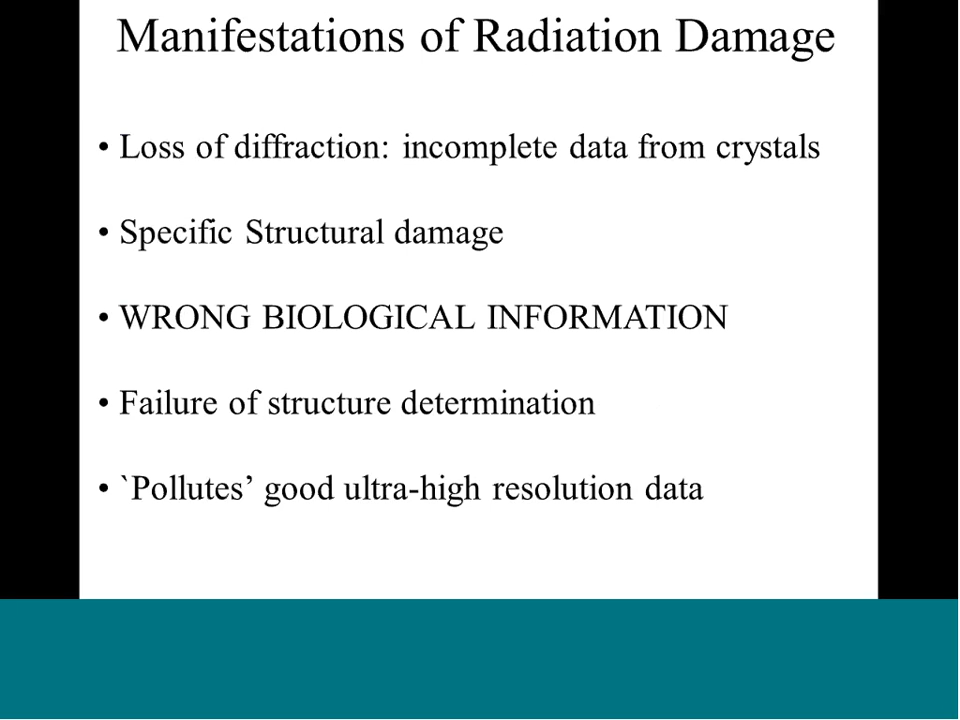 Manifestations of Radiation Damage
• Loss of diffraction: incomplete data from crystals
• Specific Structural damage
• WRONG BIOLOGICAL INFORMATION
• Failure of structure determination
• `Pollutes’ good ultra-high resolution data